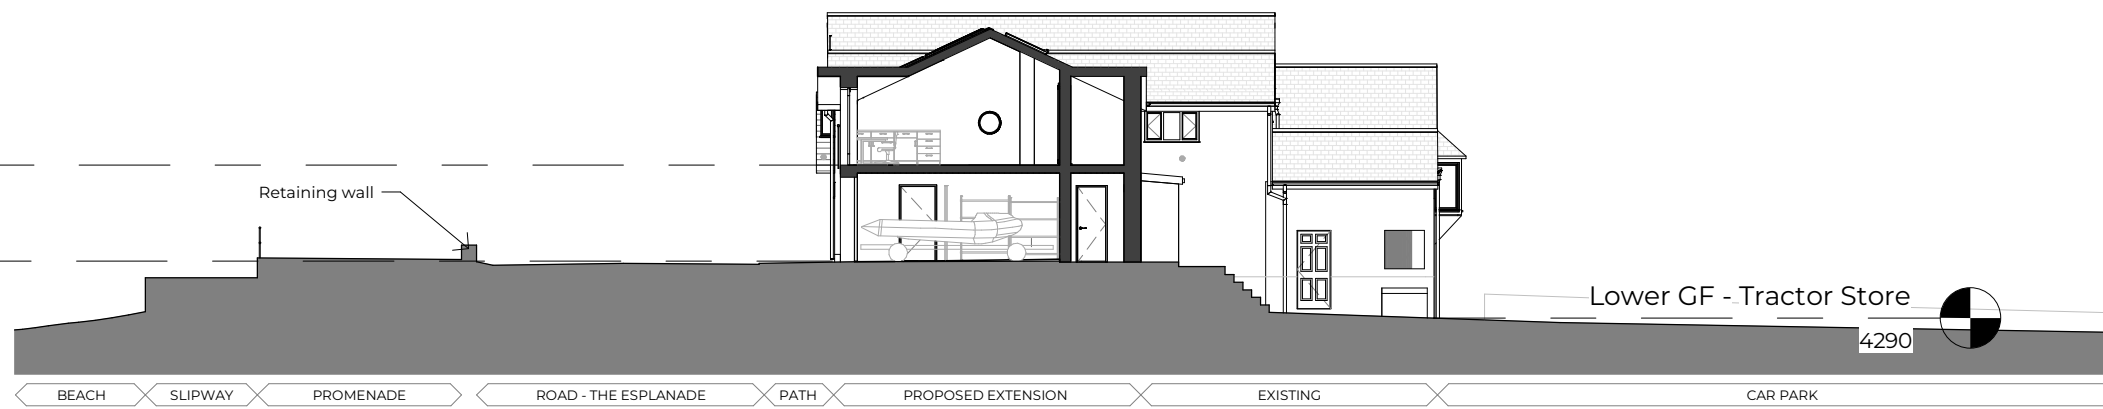 Retaining wall
Lower GF - Tractor Store
4290
BEACH
SLIPWAY
PROMENADE
ROAD - THE ESPLANADE
PATH
PROPOSED EXTENSION
EXISTING
CAR PARK